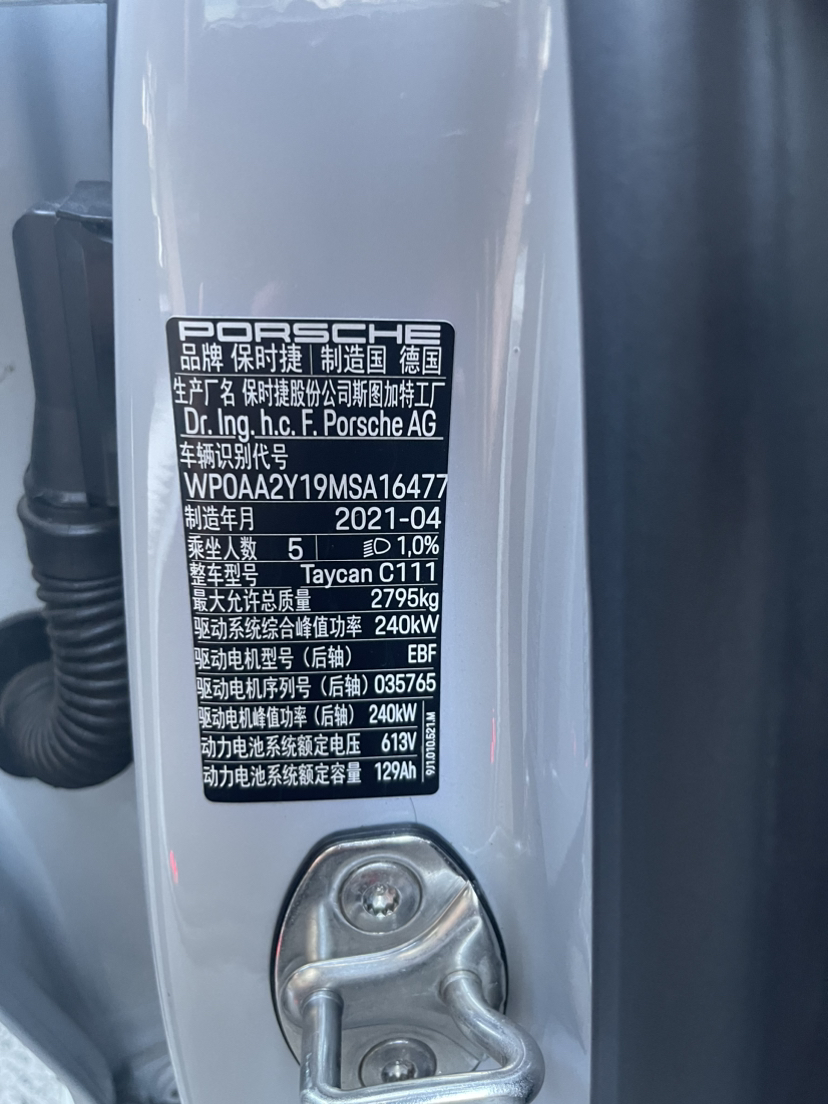 PORSCHE
品牌 保时捷 制造国 德国
生产厂名 保时捷股份公司斯图加特工厂
Dr. Ing. h.c. F. Porsche AG
车辆识别代号
WP0AA2Y19MSA16477
制造年月 2021-04
乘坐人数 5 1,0%
整车型号 Taycan C111
最大允许总质量 2795kg
驱动系统综合峰值功率 240kW
驱动电机型号（后轴） EBF
驱动电机序列号（后轴）035765
驱动电机峰值功率（后轴） 240kW
动力电池系统额定电压 613V
动力电池系统额定容量 129Ah
9J1.010.521.M